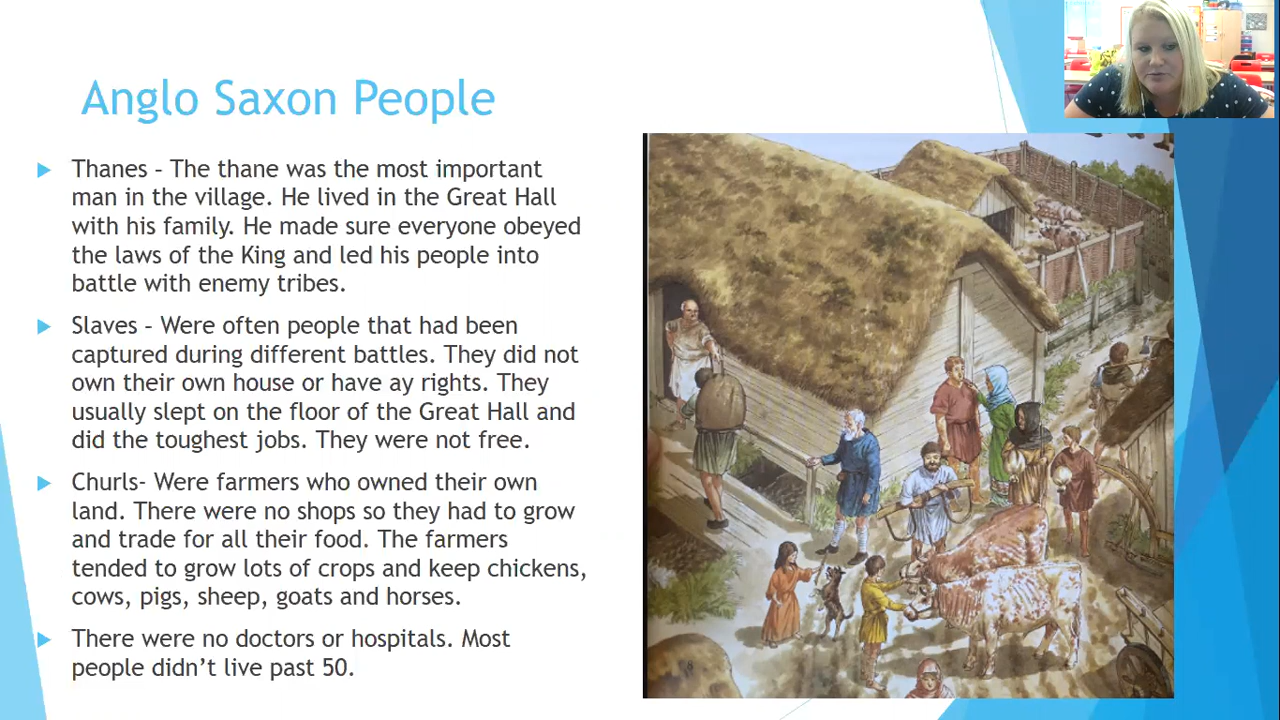 Anglo Saxon People
Thanes – The thane was the most important
man in the village. He lived in the Great Hall
with his family. He made sure everyone obeyed
the laws of the King and led his people into
battle with enemy tribes.
Slaves – Were often people that had been
captured during different battles. They did not
own their own house or have ay rights. They
usually slept on the floor of the Great Hall and
did the toughest jobs. They were not free.
Churls- Were farmers who owned their own
land. There were no shops so they had to grow
and trade for all their food. The farmers
tended to grow lots of crops and keep chickens,
cows, pigs, sheep, goats and horses.
There were no doctors or hospitals. Most
people didn't live past 50.